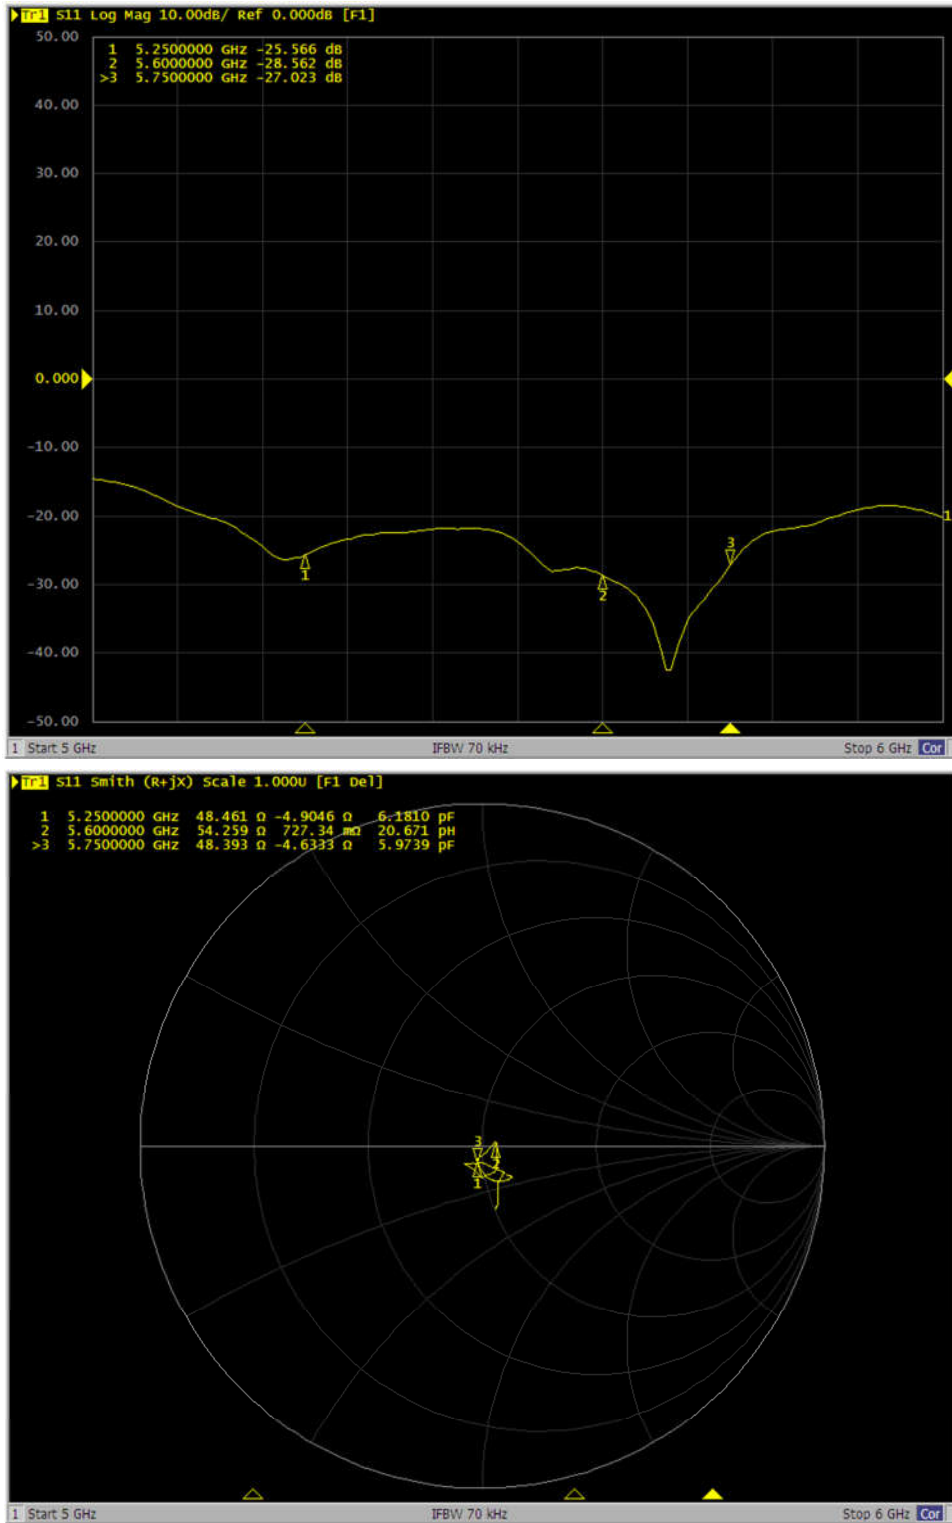 Tr1 S11 Log Mag 10.00dB/ Ref 0.000dB [F1]
50.00
1 5.2500000 GHz -25.566 dB
2 5.6000000 GHz -28.562 dB
>3 5.7500000 GHz -27.023 dB
40.00
30.00
20.00
10.00
0.000
-10.00
-20.00
1
3
-30.00
1
2
-40.00
-50.00
1 Start 5 GHz IFBW 70 kHz Stop 6 GHz Cor
Tr1 S11 Smith (R+jX) Scale 1.000U [F1 Del]
1 5.2500000 GHz 48.461 Ω -4.9046 Ω 6.1810 pF
2 5.6000000 GHz 54.259 Ω 727.34 mΩ 20.671 pH
>3 5.7500000 GHz 48.393 Ω -4.6333 Ω 5.9739 pF
3
2
1
1 Start 5 GHz IFBW 70 kHz Stop 6 GHz Cor